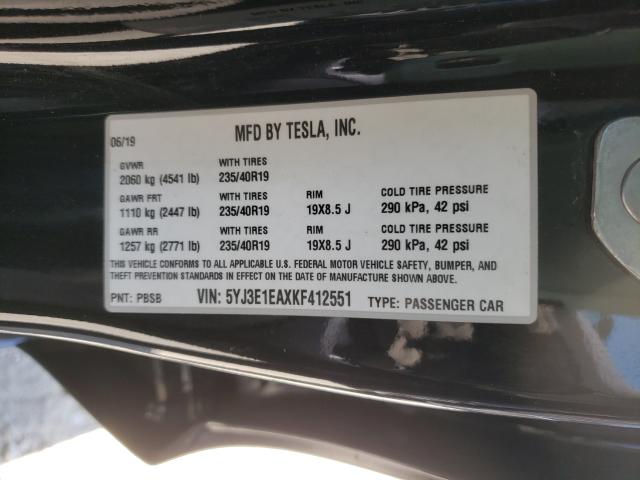 06/19 MFD BY TESLA, INC.
GVWR WITH TIRES
2060 kg (4541 lb) 235/40R19
GAWR FRT WITH TIRES RIM COLD TIRE PRESSURE
1110 kg (2447 lb) 235/40R19 19X8.5 J 290 kPa, 42 psi
GAWR RR WITH TIRES RIM COLD TIRE PRESSURE
1257 kg (2771 lb) 235/40R19 19X8.5 J 290 kPa, 42 psi
THIS VEHICLE CONFORMS TO ALL APPLICABLE U.S. FEDERAL MOTOR VEHICLE SAFETY, BUMPER, AND
THEFT PREVENTION STANDARDS IN EFFECT ON THE DATE OF MANUFACTURE SHOWN ABOVE.
PNT: PBSB VIN: 5YJ3E1EAXKF412551 TYPE: PASSENGER CAR